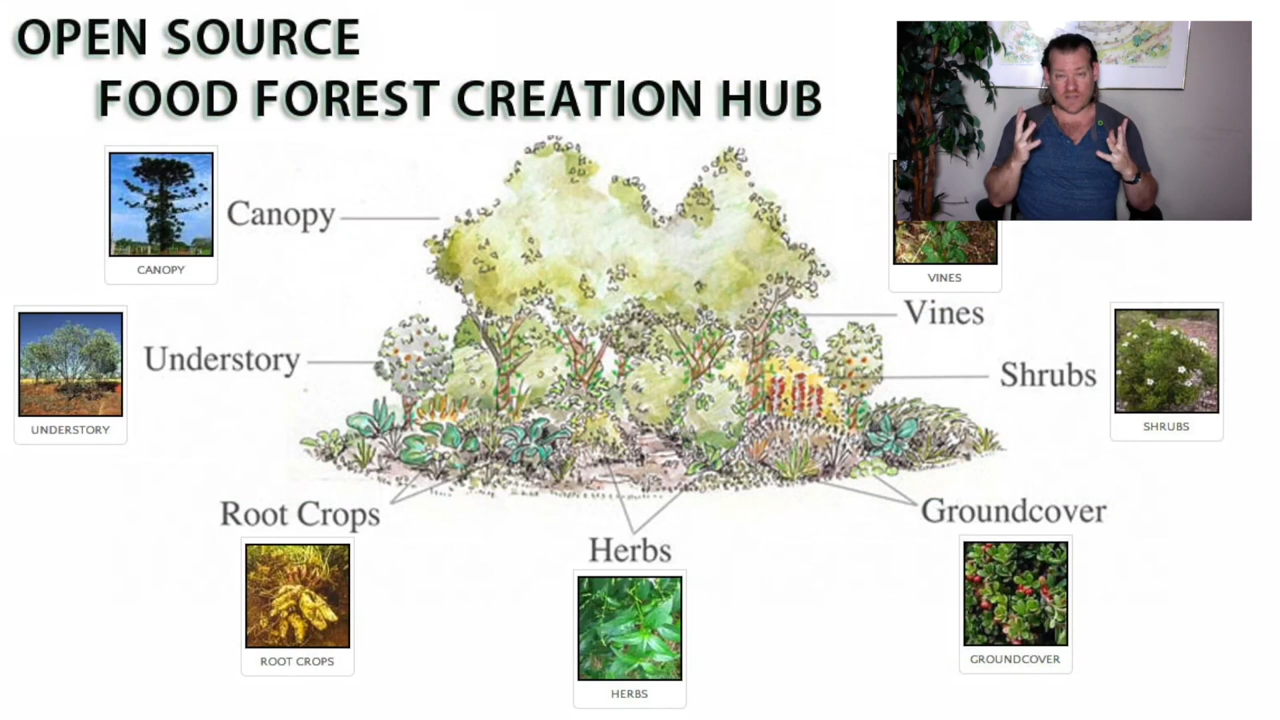 OPEN SOURCE
FOOD FOREST CREATION HUB
Canopy
CANOPY
VINES
Vines
Understory
UNDERSTORY
Shrubs
SHRUBS
Root Crops
ROOT CROPS
Herbs
HERBS
Groundcover
GROUNDCOVER